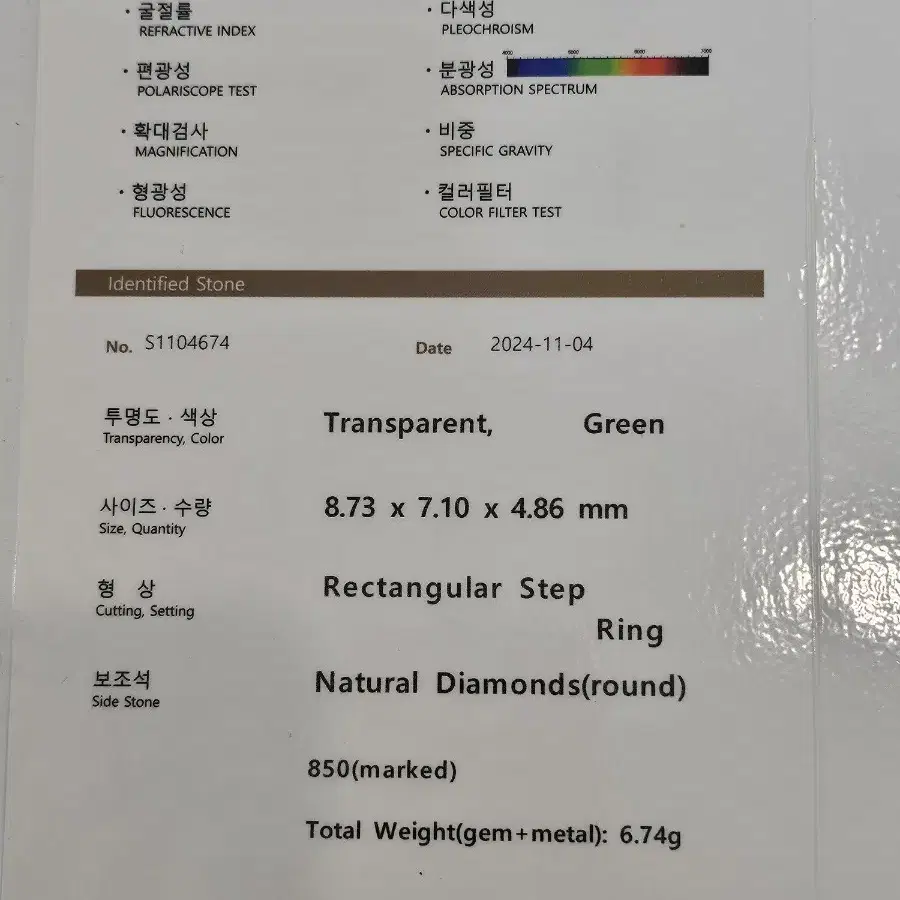 · 굴절률 · 다색성
REFRACTIVE INDEX PLEOCHROISM
· 편광성 · 분광성 4000 5000 6000 7000
POLARISCOPE TEST ABSORPTION SPECTRUM
· 확대검사 · 비중
MAGNIFICATION SPECIFIC GRAVITY
· 형광성 · 컬러필터
FLUORESCENCE COLOR FILTER TEST
Identified Stone
No. S1104674 Date 2024-11-04
투명도 · 색상 Transparent, Green
Transparency, Color
사이즈 · 수량 8.73 x 7.10 x 4.86 mm
Size, Quantity
형 상 Rectangular Step
Cutting, Setting
Ring
보조석 Natural Diamonds(round)
Side Stone
850(marked)
Total Weight(gem+metal): 6.74g